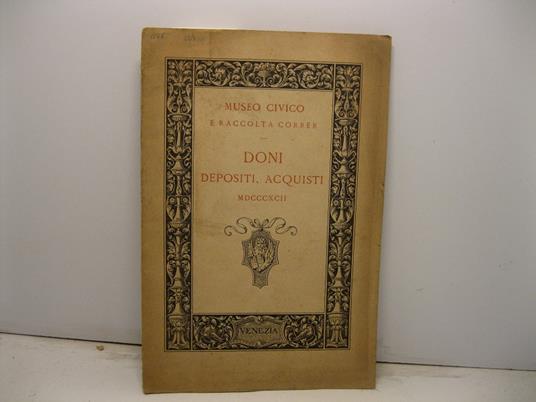 MUSEO CIVICO
E RACCOLTA CORRER
DONI
DEPOSITI, ACQUISTI
MDCCCXCII
VENEZIA